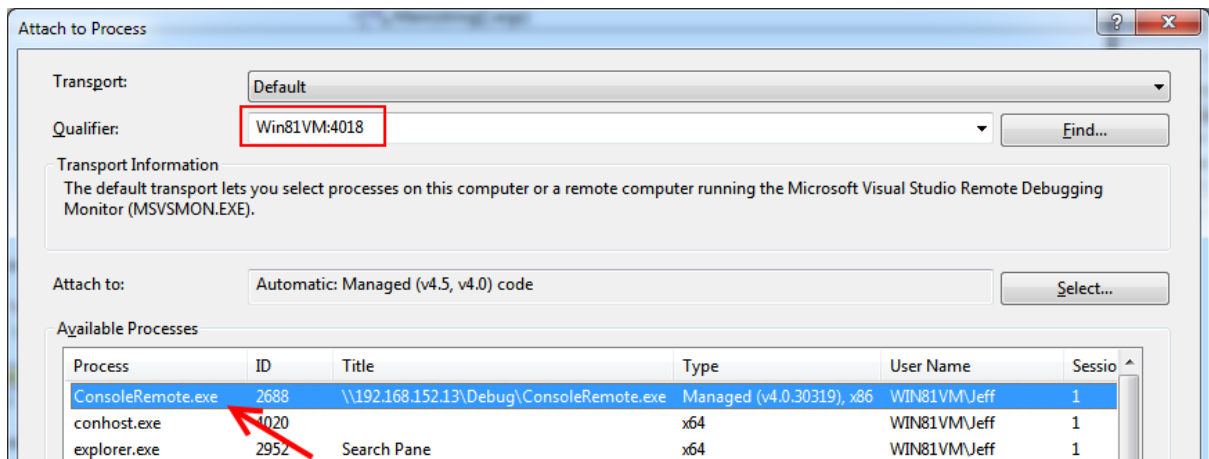 Attach to Process
Transport:
Default
Qualifier:
Win81VM:4018
Find...
Transport Information
The default transport lets you select processes on this computer or a remote computer running the Microsoft Visual Studio Remote Debugging
Monitor (MSVSMON.EXE).
Attach to:
Automatic: Managed (v4.5, v4.0) code
Select...
Available Processes
Process ID Title Type User Name Sessio
ConsoleRemote.exe 2688 \\192.168.152.13\Debug\ConsoleRemote.exe Managed (v4.0.30319), x86 WIN81VM\Jeff 1
conhost.exe 4020 x64 WIN81VM\Jeff 1
explorer.exe 2952 Search Pane x64 WIN81VM\Jeff 1